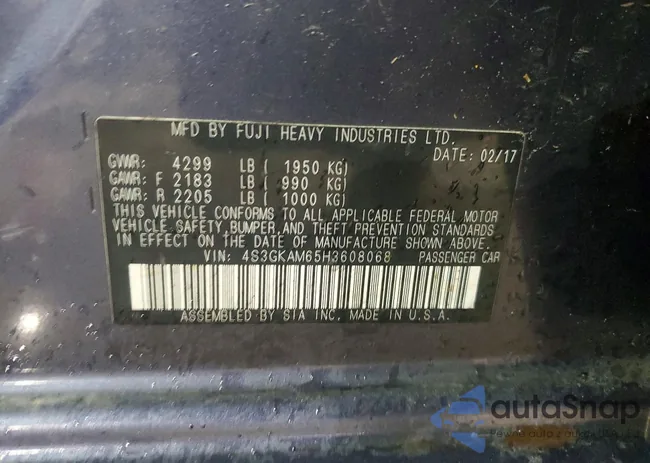 MFD BY FUJI HEAVY INDUSTRIES LTD.
DATE: 02/17
GVWR: 4299 LB ( 1950 KG)
GAWR: F 2183 LB ( 990 KG)
GAWR: R 2205 LB ( 1000 KG)
THIS VEHICLE CONFORMS TO ALL APPLICABLE FEDERAL MOTOR
VEHICLE SAFETY, BUMPER, AND THEFT PREVENTION STANDARDS
IN EFFECT ON THE DATE OF MANUFACTURE SHOWN ABOVE.
VIN: 4S3GKAM65H3608068 PASSENGER CAR
ASSEMBLED BY SIA INC. MADE IN U.S.A.
autoSnap